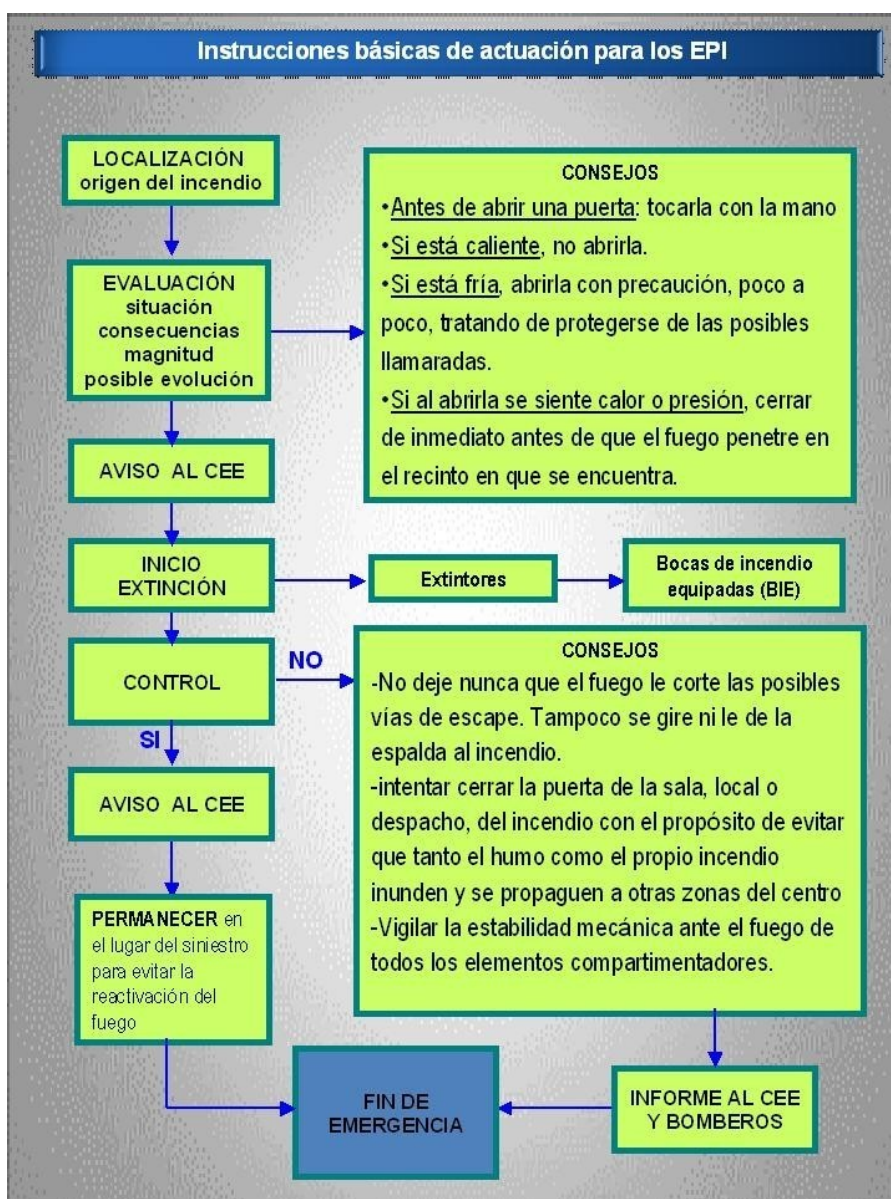 Instrucciones básicas de actuación para los EPI
LOCALIZACIÓN
origen del incendio
EVALUACIÓN
situación
consecuencias
magnitud
posible evolución
CONSEJOS
•Antes de abrir una puerta: tocarla con la mano
•Si está caliente, no abrirla.
•Si está fría, abrirla con precaución, poco a
poco, tratando de protegerse de las posibles
llamaradas.
•Si al abrirla se siente calor o presión, cerrar
de inmediato antes de que el fuego penetre en
el recinto en que se encuentra.
AVISO AL CEE
INICIO
EXTINCIÓN
Extintores
Bocas de incendio
equipadas (BIE)
CONTROL
NO
SI
CONSEJOS
-No deje nunca que el fuego le corte las posibles
vías de escape. Tampoco se gire ni le de la
espalda al incendio.
-intentar cerrar la puerta de la sala, local o
despacho, del incendio con el propósito de evitar
que tanto el humo como el propio incendio
inunden y se propaguen a otras zonas del centro
-Vigilar la estabilidad mecánica ante el fuego de
todos los elementos compartimentadores.
AVISO AL CEE
PERMANECER en
el lugar del siniestro
para evitar la
reactivación del
fuego
FIN DE
EMERGENCIA
INFORME AL CEE
Y BOMBEROS